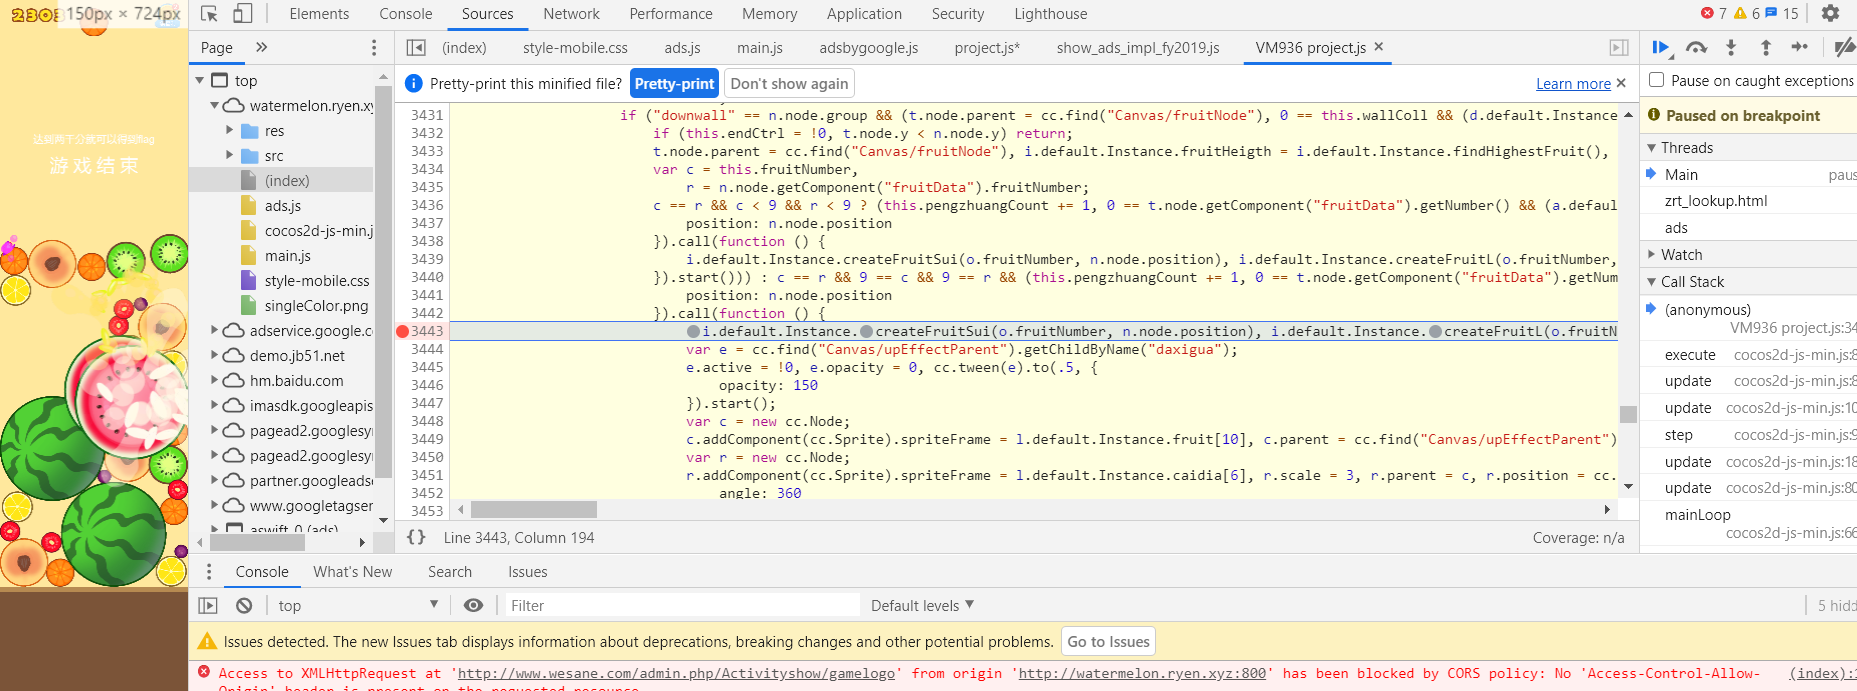 2303
150px × 724px
达到两千分就可以得到flag
游戏结束
Elements Console Sources Network Performance Memory Application Security Lighthouse
7 6 15
Page
(index) style-mobile.css ads.js main.js adsbygoogle.js project.js* show_ads_impl_fy2019.js VM936 project.js
Pretty-print this minified file? Pretty-print Don't show again Learn more
top
watermelon.ryen.xy
res
src
(index)
ads.js
cocos2d-js-min.j
main.js
style-mobile.css
singleColor.png
adservice.google.c
demo.jb51.net
hm.baidu.com
imasdk.googleapis
pagead2.googlesy
pagead2.googlesy
partner.googleads
www.googletagser
aswift_0 (ads)
3431 if ("downwall" == n.node.group && (t.node.parent = cc.find("Canvas/fruitNode"), 0 == this.wallColl && (d.default.Instance
3432 if (this.endCtrl = !0, t.node.y < n.node.y) return;
3433 t.node.parent = cc.find("Canvas/fruitNode"), i.default.Instance.fruitHeigth = i.default.Instance.findHighestFruit(),
3434 var c = this.fruitNumber,
3435 r = n.node.getComponent("fruitData").fruitNumber;
3436 c == r && c < 9 && r < 9 ? (this.pengzhuangCount += 1, 0 == t.node.getComponent("fruitData").getNumber() && (a.defau
3437 position: n.node.position
3438 }).call(function () {
3439 i.default.Instance.createFruitSui(o.fruitNumber, n.node.position), i.default.Instance.createFruitL(o.fruitNumber,
3440 }).start())) : c == r && 9 == c && 9 == r && (this.pengzhuangCount += 1, 0 == t.node.getComponent("fruitData").getNum
3441 position: n.node.position
3442 }).call(function () {
3443 i.default.Instance.createFruitSui(o.fruitNumber, n.node.position), i.default.Instance.createFruitL(o.fruitN
3444 var e = cc.find("Canvas/upEffectParent").getChildByName("daxigua");
3445 e.active = !0, e.opacity = 0, cc.tween(e).to(.5, {
3446 opacity: 150
3447 }).start();
3448 var c = new cc.Node;
3449 c.addComponent(cc.Sprite).spriteFrame = l.default.Instance.fruit[10], c.parent = cc.find("Canvas/upEffectParent")
3450 var r = new cc.Node;
3451 r.addComponent(cc.Sprite).spriteFrame = l.default.Instance.caidia[6], r.scale = 3, r.parent = c, r.position = cc.
3452 angle: 360
3453
{} Line 3443, Column 194 Coverage: n/a
Pause on caught exceptions
Paused on breakpoint
Threads
Main paus
zrt_lookup.html
ads
Watch
Call Stack
(anonymous)
VM936 project.js:34
execute cocos2d-js-min.js:8
update cocos2d-js-min.js:8
update cocos2d-js-min.js:10
step cocos2d-js-min.js:9
update cocos2d-js-min.js:18
update cocos2d-js-min.js:80
mainLoop
cocos2d-js-min.js:66
Console What's New Search Issues
top Filter Default levels 5 hidd
Issues detected. The new Issues tab displays information about deprecations, breaking changes and other potential problems. Go to Issues
Access to XMLHttpRequest at 'http://www.wesane.com/admin.php/Activityshow/gamelogo' from origin 'http://watermelon.ryen.xyz:800' has been blocked by CORS policy: No 'Access-Control-Allow- (index):1
Origin' header is present on the requested resource.